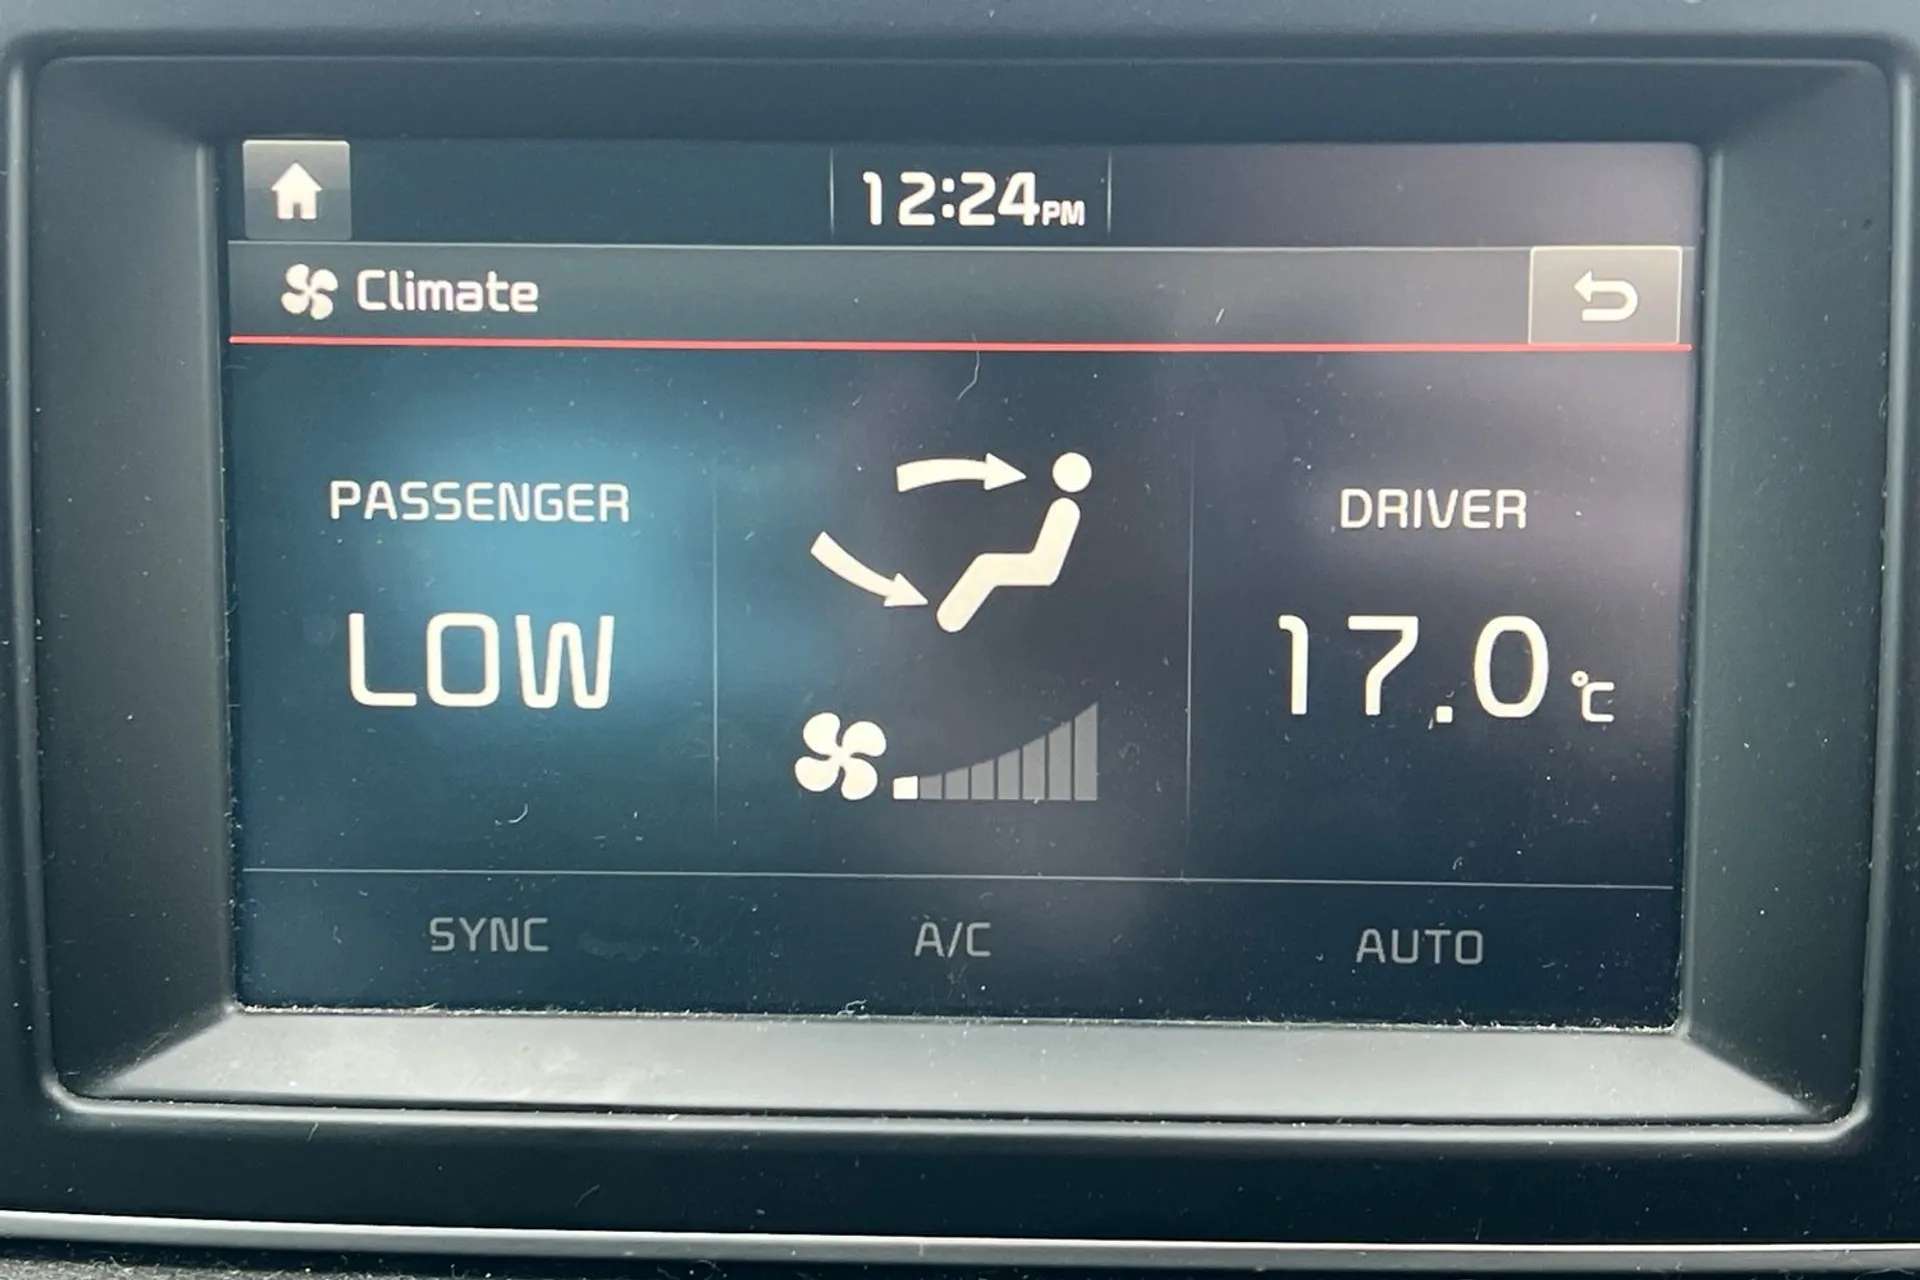 12:24PM
Climate
PASSENGER
LOW
DRIVER
17.0 °C
SYNC
A/C
AUTO